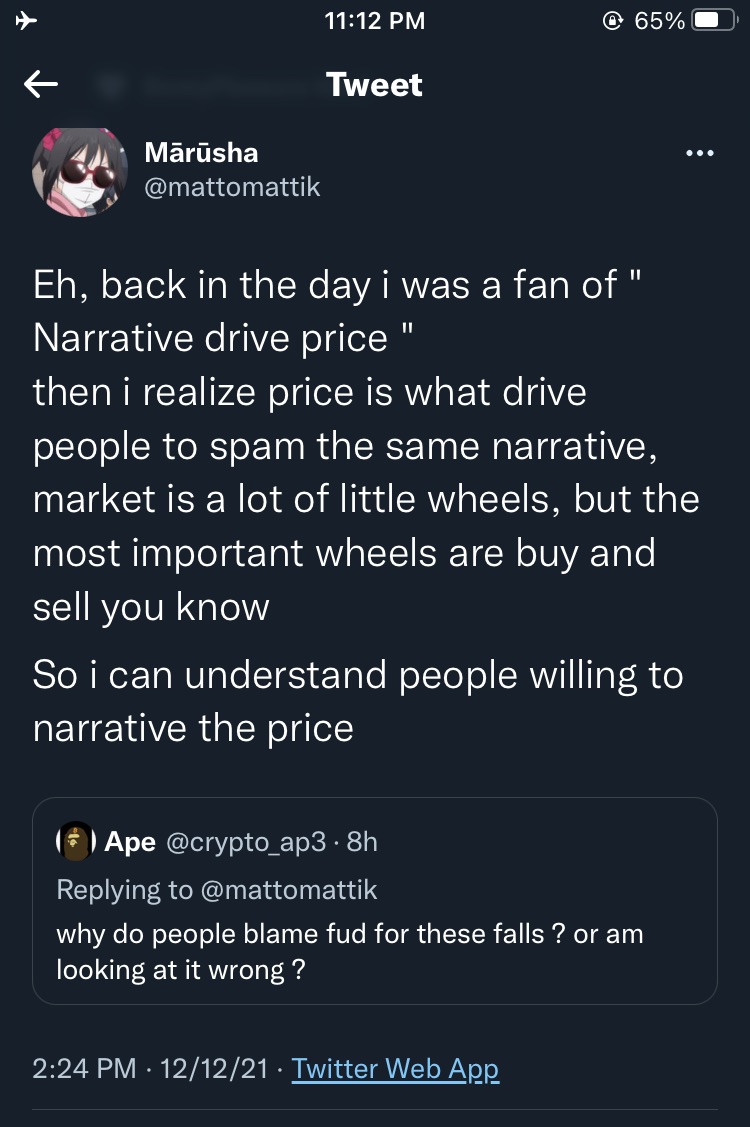 11:12 PM
65%
Tweet
Mārūsha
@mattomattik
Eh, back in the day i was a fan of "
Narrative drive price "
then i realize price is what drive
people to spam the same narrative,
market is a lot of little wheels, but the
most important wheels are buy and
sell you know
So i can understand people willing to
narrative the price
Ape @crypto_ap3 · 8h
Replying to @mattomattik
why do people blame fud for these falls ? or am
looking at it wrong ?
2:24 PM · 12/12/21 · Twitter Web App